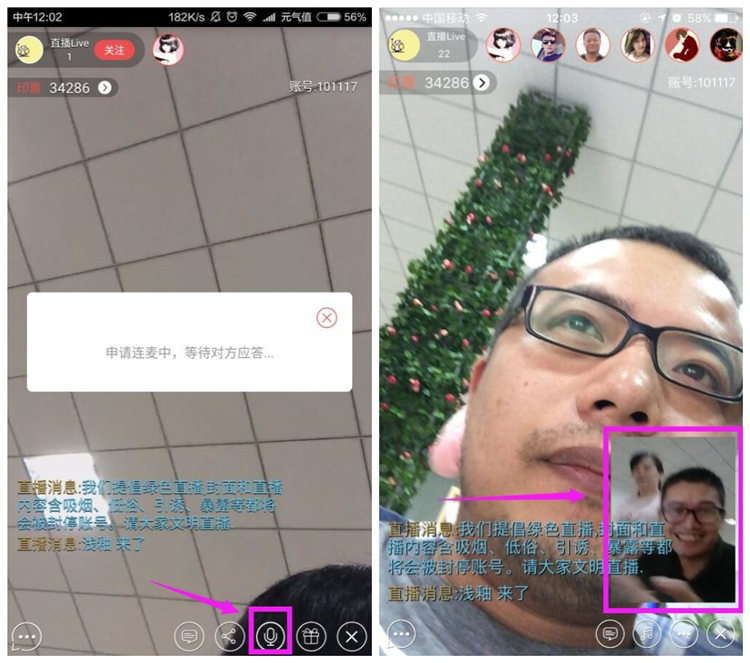 中午12:02
182K/s
元气值
56%
直播Live
1
关注
印票 34286
账号:101117
申请连麦中，等待对方应答...
直播消息:我们提倡绿色直播,封面和直播
内容含吸烟、低俗、引诱、暴露等都将
会被封停账号。请大家文明直播.
直播消息:浅釉 来了
中国移动
12:03
58%
直播Live
22
印票 34286
账号:101117
直播消息:我们提倡绿色直播,封面和直
播内容含吸烟、低俗、引诱、暴露等都
将会被封停账号。请大家文明直播.
直播消息:浅釉 来了